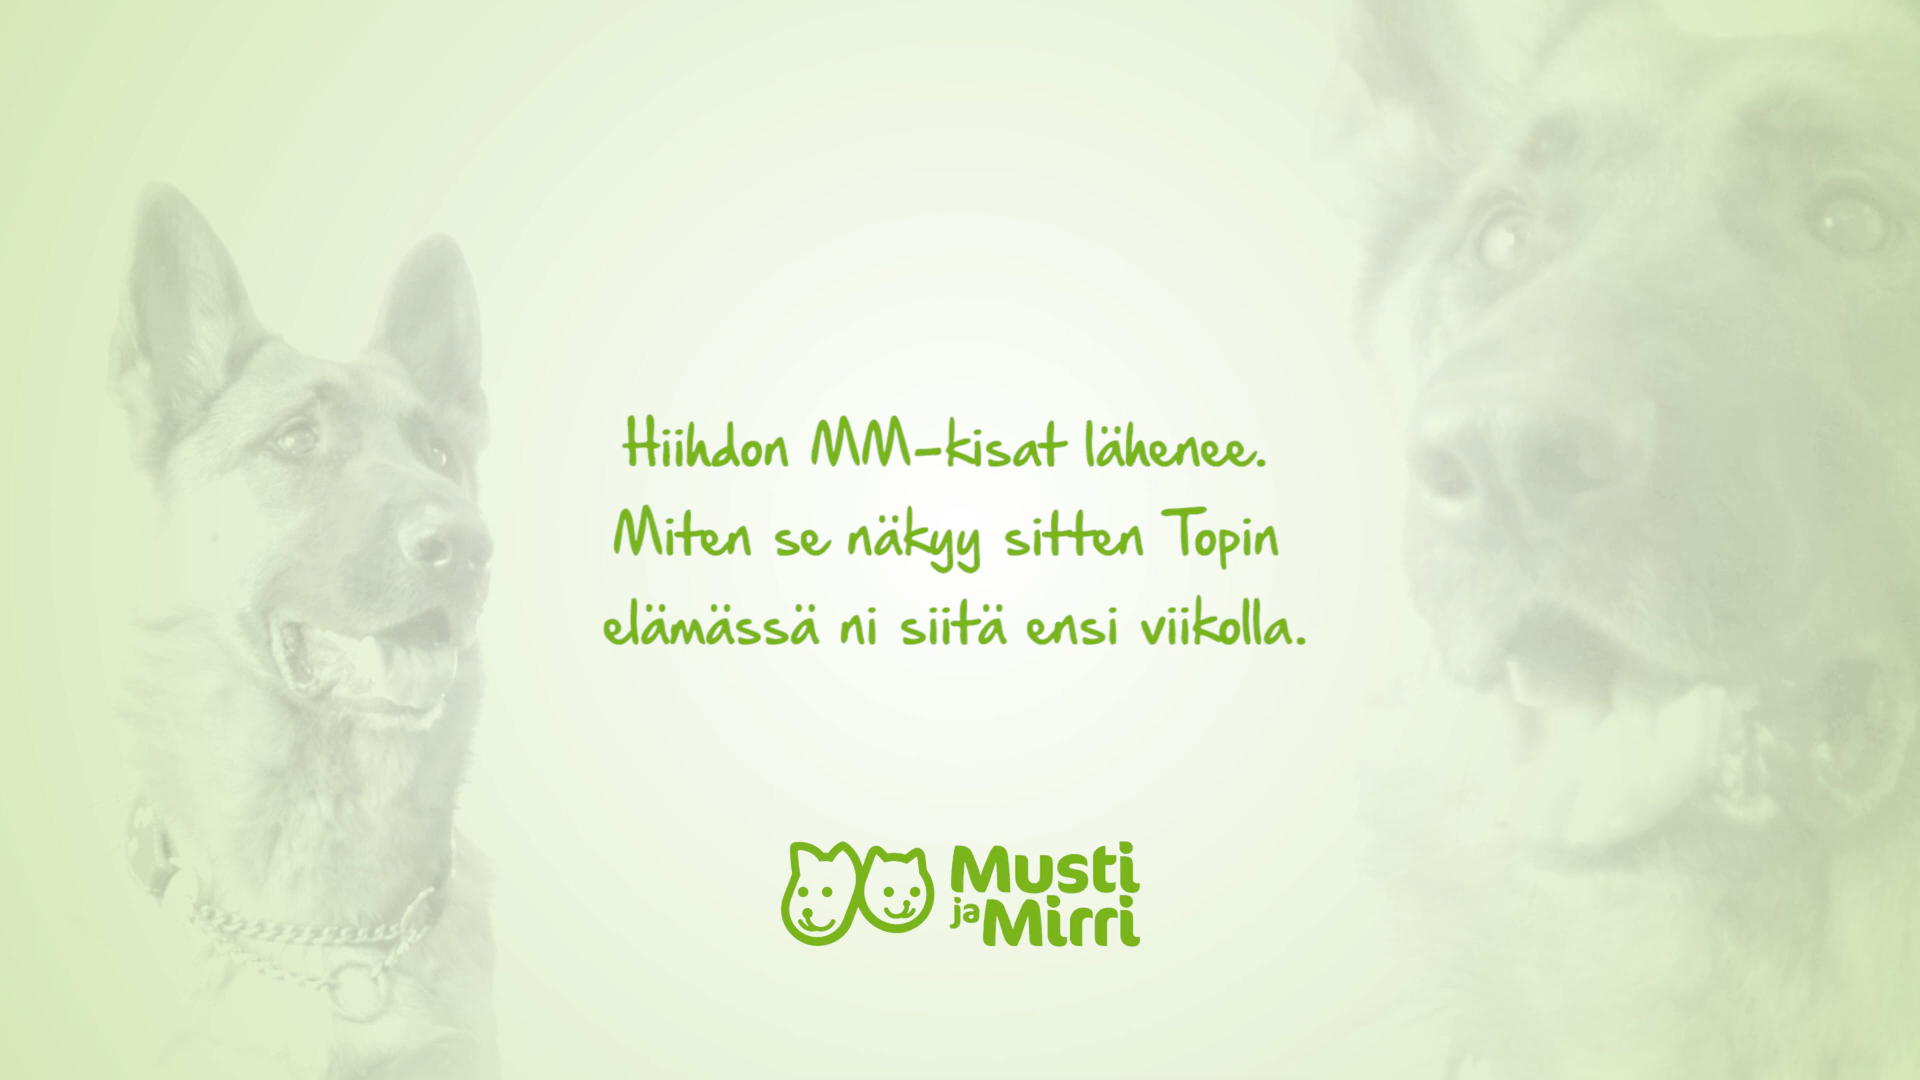 Hiihdon MM-kisat lähenee.
Miten se näkyy sitten Topin
elämässä ni siitä ensi viikolla.
Musti
ja Mirri